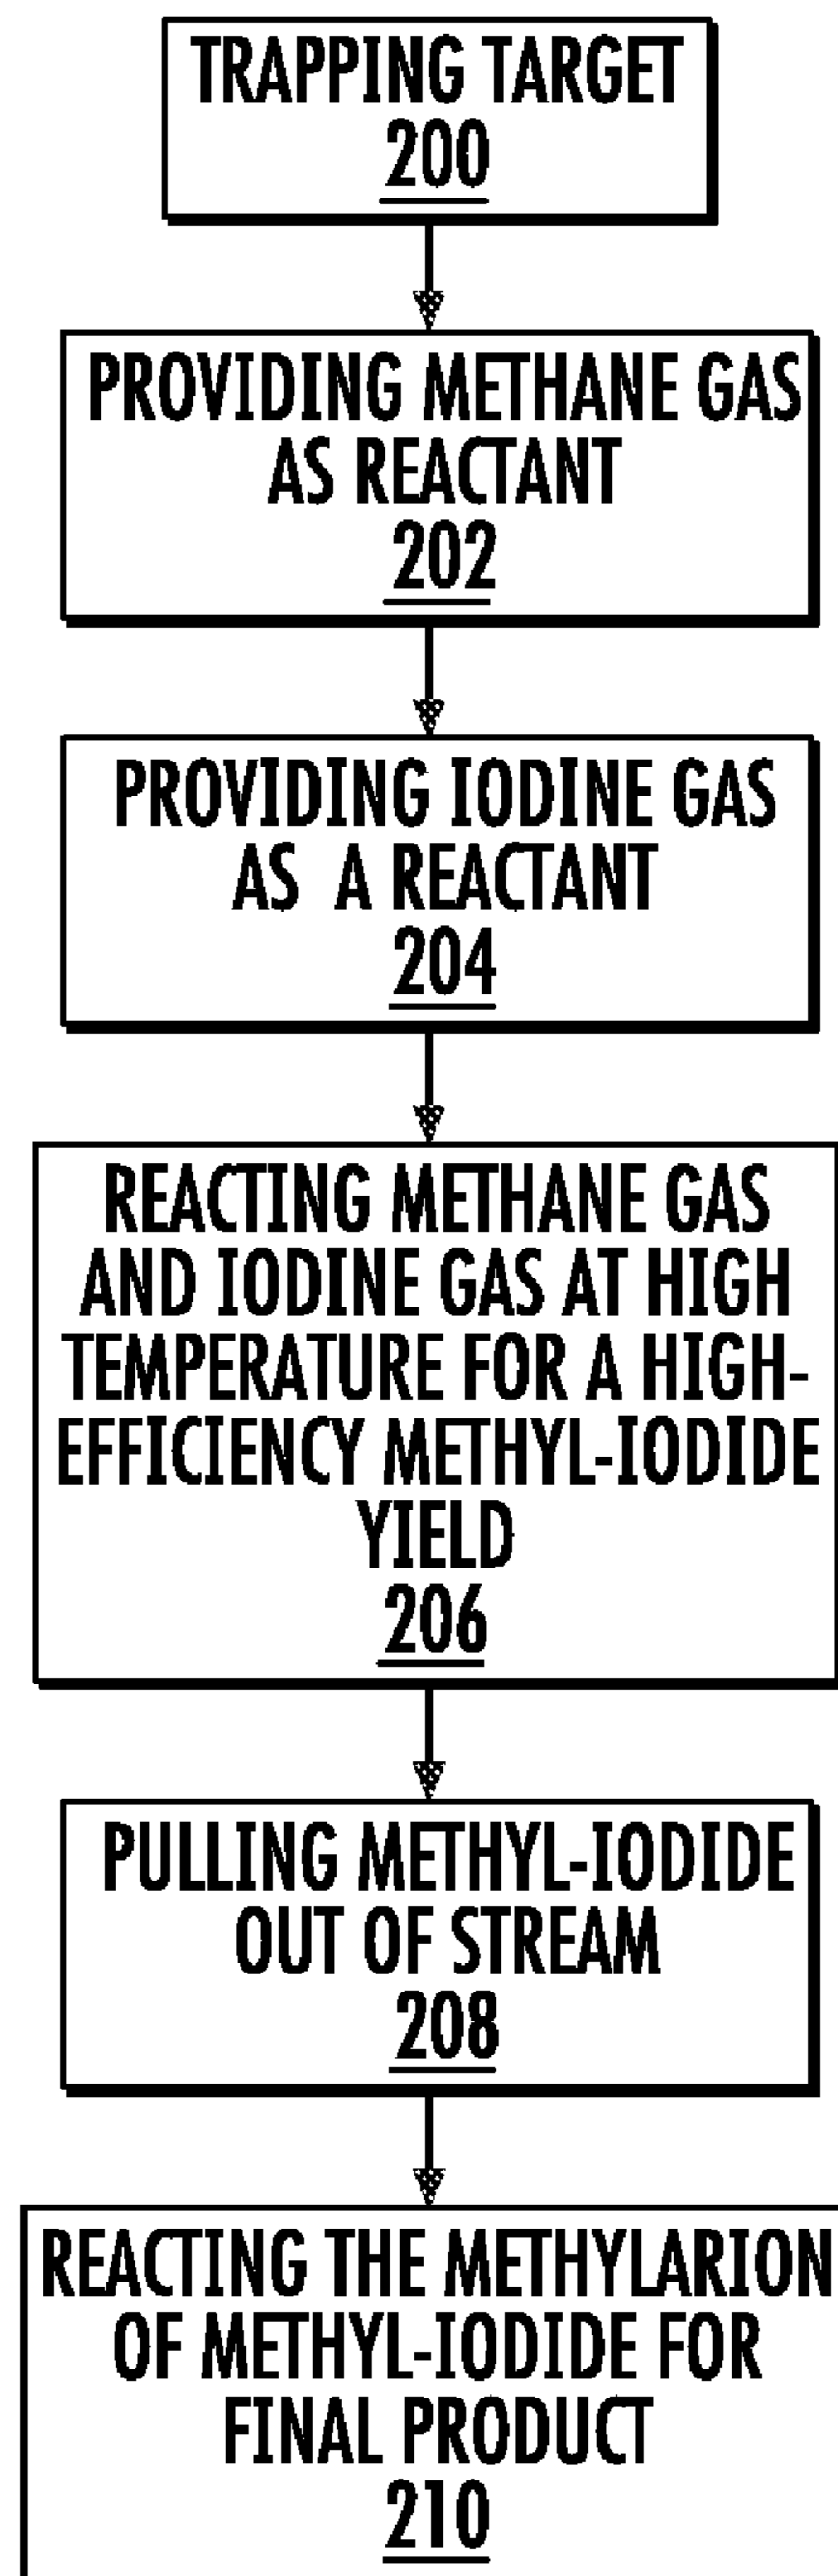 TRAPPING TARGET
200
PROVIDING METHANE GAS
AS REACTANT
202
PROVIDING IODINE GAS
AS A REACTANT
204
REACTING METHANE GAS
AND IODINE GAS AT HIGH
TEMPERATURE FOR A HIGH-
EFFICIENCY METHYL-IODIDE
YIELD
206
PULLING METHYL-IODIDE
OUT OF STREAM
208
REACTING THE METHYLARION
OF METHYL-IODIDE FOR
FINAL PRODUCT
210